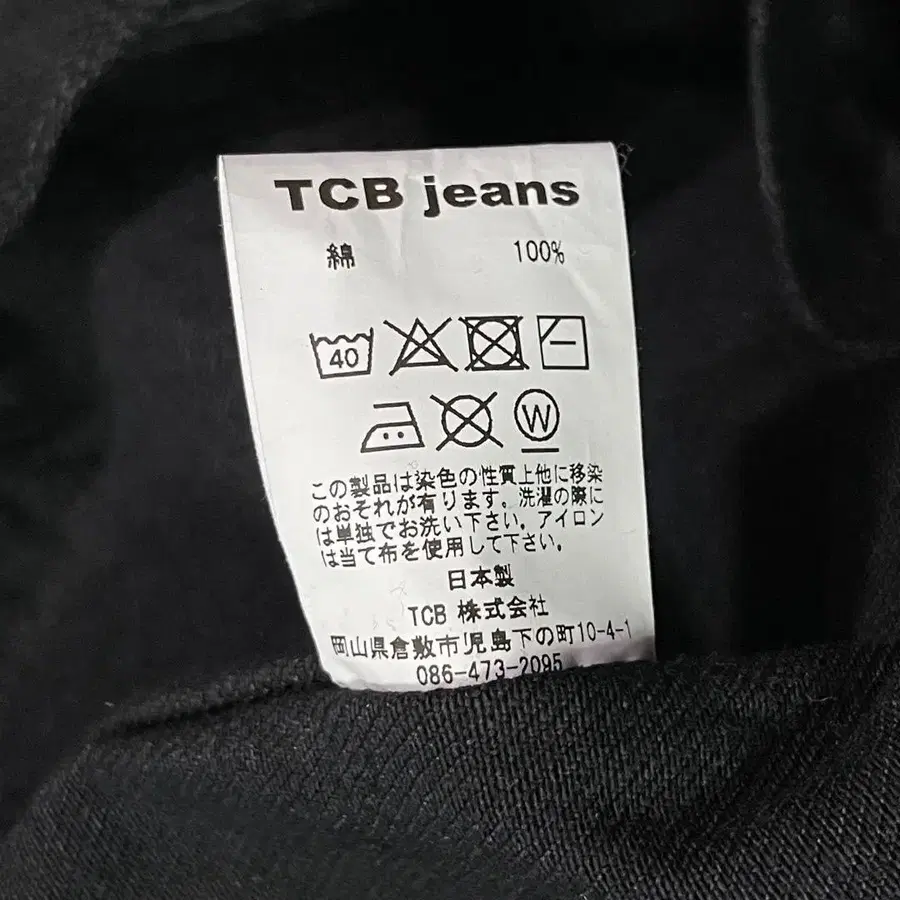 TCB jeans
綿 100%
40
W
この製品は染色の性質上他に移染
のおそれが有ります。洗濯の際に
は単独でお洗い下さい。アイロン
は当て布を使用して下さい。
日本製
TCB 株式会社
岡山県倉敷市児島下の町10-4-1
086-473-2095